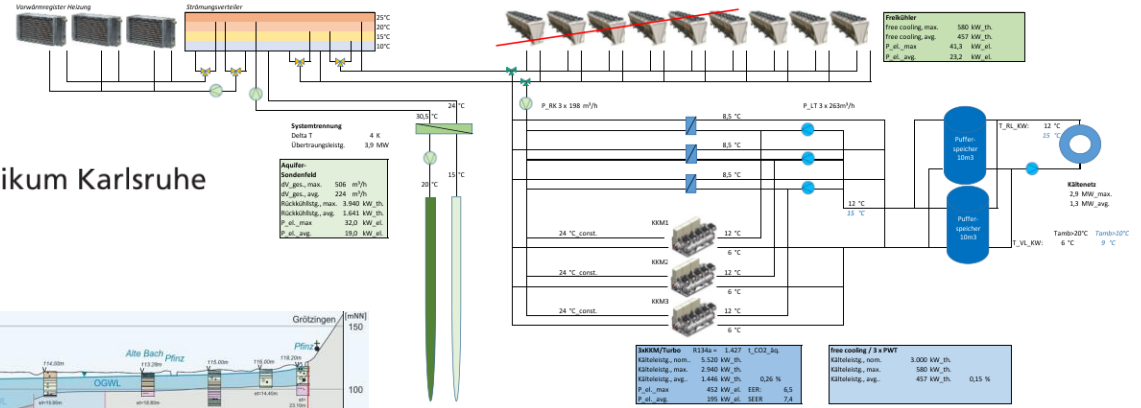 Vorwärmregister Heizung
Strömungsverteiler
25°C
20°C
15°C
10°C
Freikühler
free cooling, max. 580 kW_th.
free cooling, avg. 457 kW_th.
P_el._max 41,3 kW_el.
P_el._avg. 23,2 kW_el.
P_RK 3 x 198 m³/h
P_LT 3 x 263m³/h
24 °C
30,5 °C
8,5 °C
8,5 °C
8,5 °C
Systemtrennung
Delta T 4 K
Übertraungsleistg. 3,9 MW
Puffer-
speicher
10m3
T_RL_KW: 12 °C
15 °C
ikum Karlsruhe
Aquifer-
Sondenfeld
dV_ges., max. 506 m³/h
dV_ges., avg. 224 m³/h
Rückkühlstg., max. 3.940 kW_th.
Rückkühlstg., avg. 1.641 kW_th.
P_el._max 32,0 kW_el.
P_el._avg. 19,0 kW_el.
20 °C
15 °C
Kältenetz
2,9 MW_max.
1,3 MW_avg.
12 °C
15 °C
Puffer-
speicher
10m3
Tamb>20°C Tamb>10°C
T_VL_KW: 6 °C 9 °C
KKM1
24 °C_const. 12 °C
6 °C
KKM2
24 °C_const. 12 °C
6 °C
KKM3
24 °C_const. 12 °C
6 °C
Grötzingen
[mNN]
150
Pfinz
Alte Bach
Pfinz
114.00m
113.28m
115.00m
116.00m
118.20m
OGWL
100
3xKKM/Turbo R134a = 1.427 t_CO2_äq.
Kälteleistg., nom.. 5.520 kW_th.
Kälteleistg., max. 2.940 kW_th.
Kälteleistg., avg.. 1.446 kW_th. 0,26 %
P_el._max 452 kW_el. EER: 6,5
P_el._avg. 195 kW_el. SEER 7,4
free cooling / 3 x PWT
Kälteleistg., nom. 3.000 kW_th.
Kälteleistg., max. 580 kW_th.
Kälteleistg., avg.. 457 kW_th. 0,15 %